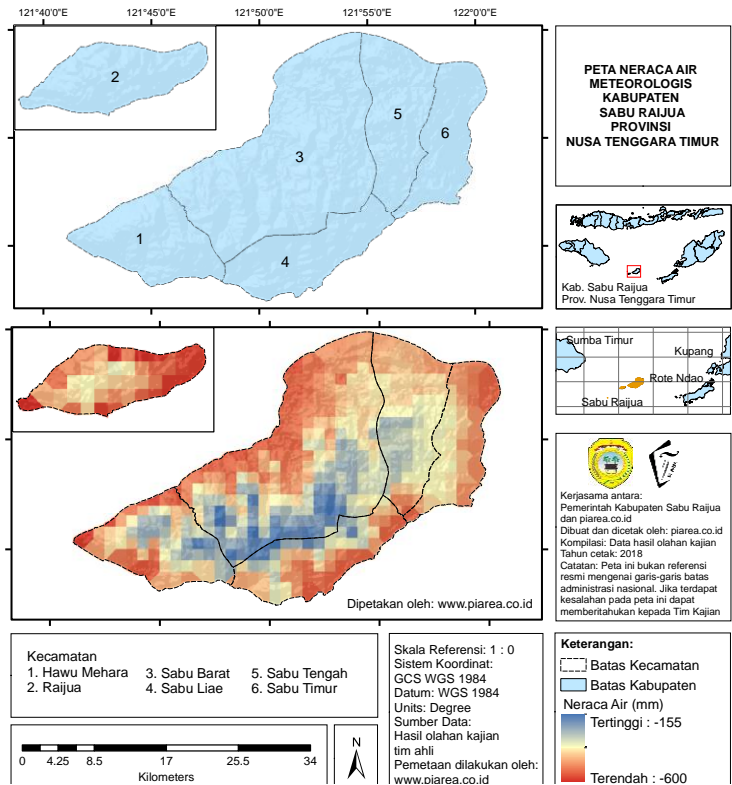 121°40'0"E 121°45'0"E 121°50'0"E 121°55'0"E 122°0'0"E
2
5
6
3
1
4
PETA NERACA AIR
METEOROLOGIS
KABUPATEN
SABU RAIJUA
PROVINSI
NUSA TENGGARA TIMUR
Kab. Sabu Raijua
Prov. Nusa Tenggara Timur
Sumba Timur
Kupang
Rote Ndao
Sabu Raijua
Dipetakan oleh: www.piarea.co.id
Kerjasama antara:
Pemerintah Kabupaten Sabu Raijua
dan piarea.co.id
Dibuat dan dicetak oleh: piarea.co.id
Kompilasi: Data hasil olahan kajian
Tahun cetak: 2018
Catatan: Peta ini bukan referensi
resmi mengenai garis-garis batas
administrasi nasional. Jika terdapat
kesalahan pada peta ini dapat
memberitahukan kepada Tim Kajian
Kecamatan
1. Hawu Mehara 3. Sabu Barat 5. Sabu Tengah
2. Raijua 4. Sabu Liae 6. Sabu Timur
0 4.25 8.5 17 25.5 34
Kilometers
N
Skala Referensi: 1 : 0
Sistem Koordinat:
GCS WGS 1984
Datum: WGS 1984
Units: Degree
Sumber Data:
Hasil olahan kajian
tim ahli
Pemetaan dilakukan oleh:
www.piarea.co.id
Keterangan:
Batas Kecamatan
Batas Kabupaten
Neraca Air (mm)
Tertinggi : -155
Terendah : -600